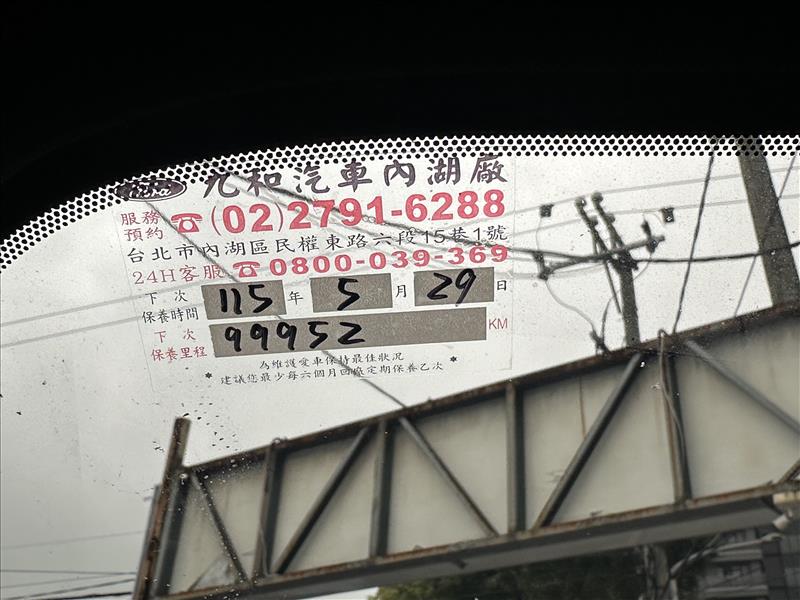 Ford 九和汽車內湖廠
服務預約 ☎ (02)2791-6288
台北市內湖區民權東路六段15巷1號
24H客服 ☎ 0800-039-369
下次保養時間 115 年 5 月 29 日
下次保養里程 99952 KM
為維護愛車保持最佳狀況
* 建議您最少每六個月回廠定期保養乙次 *